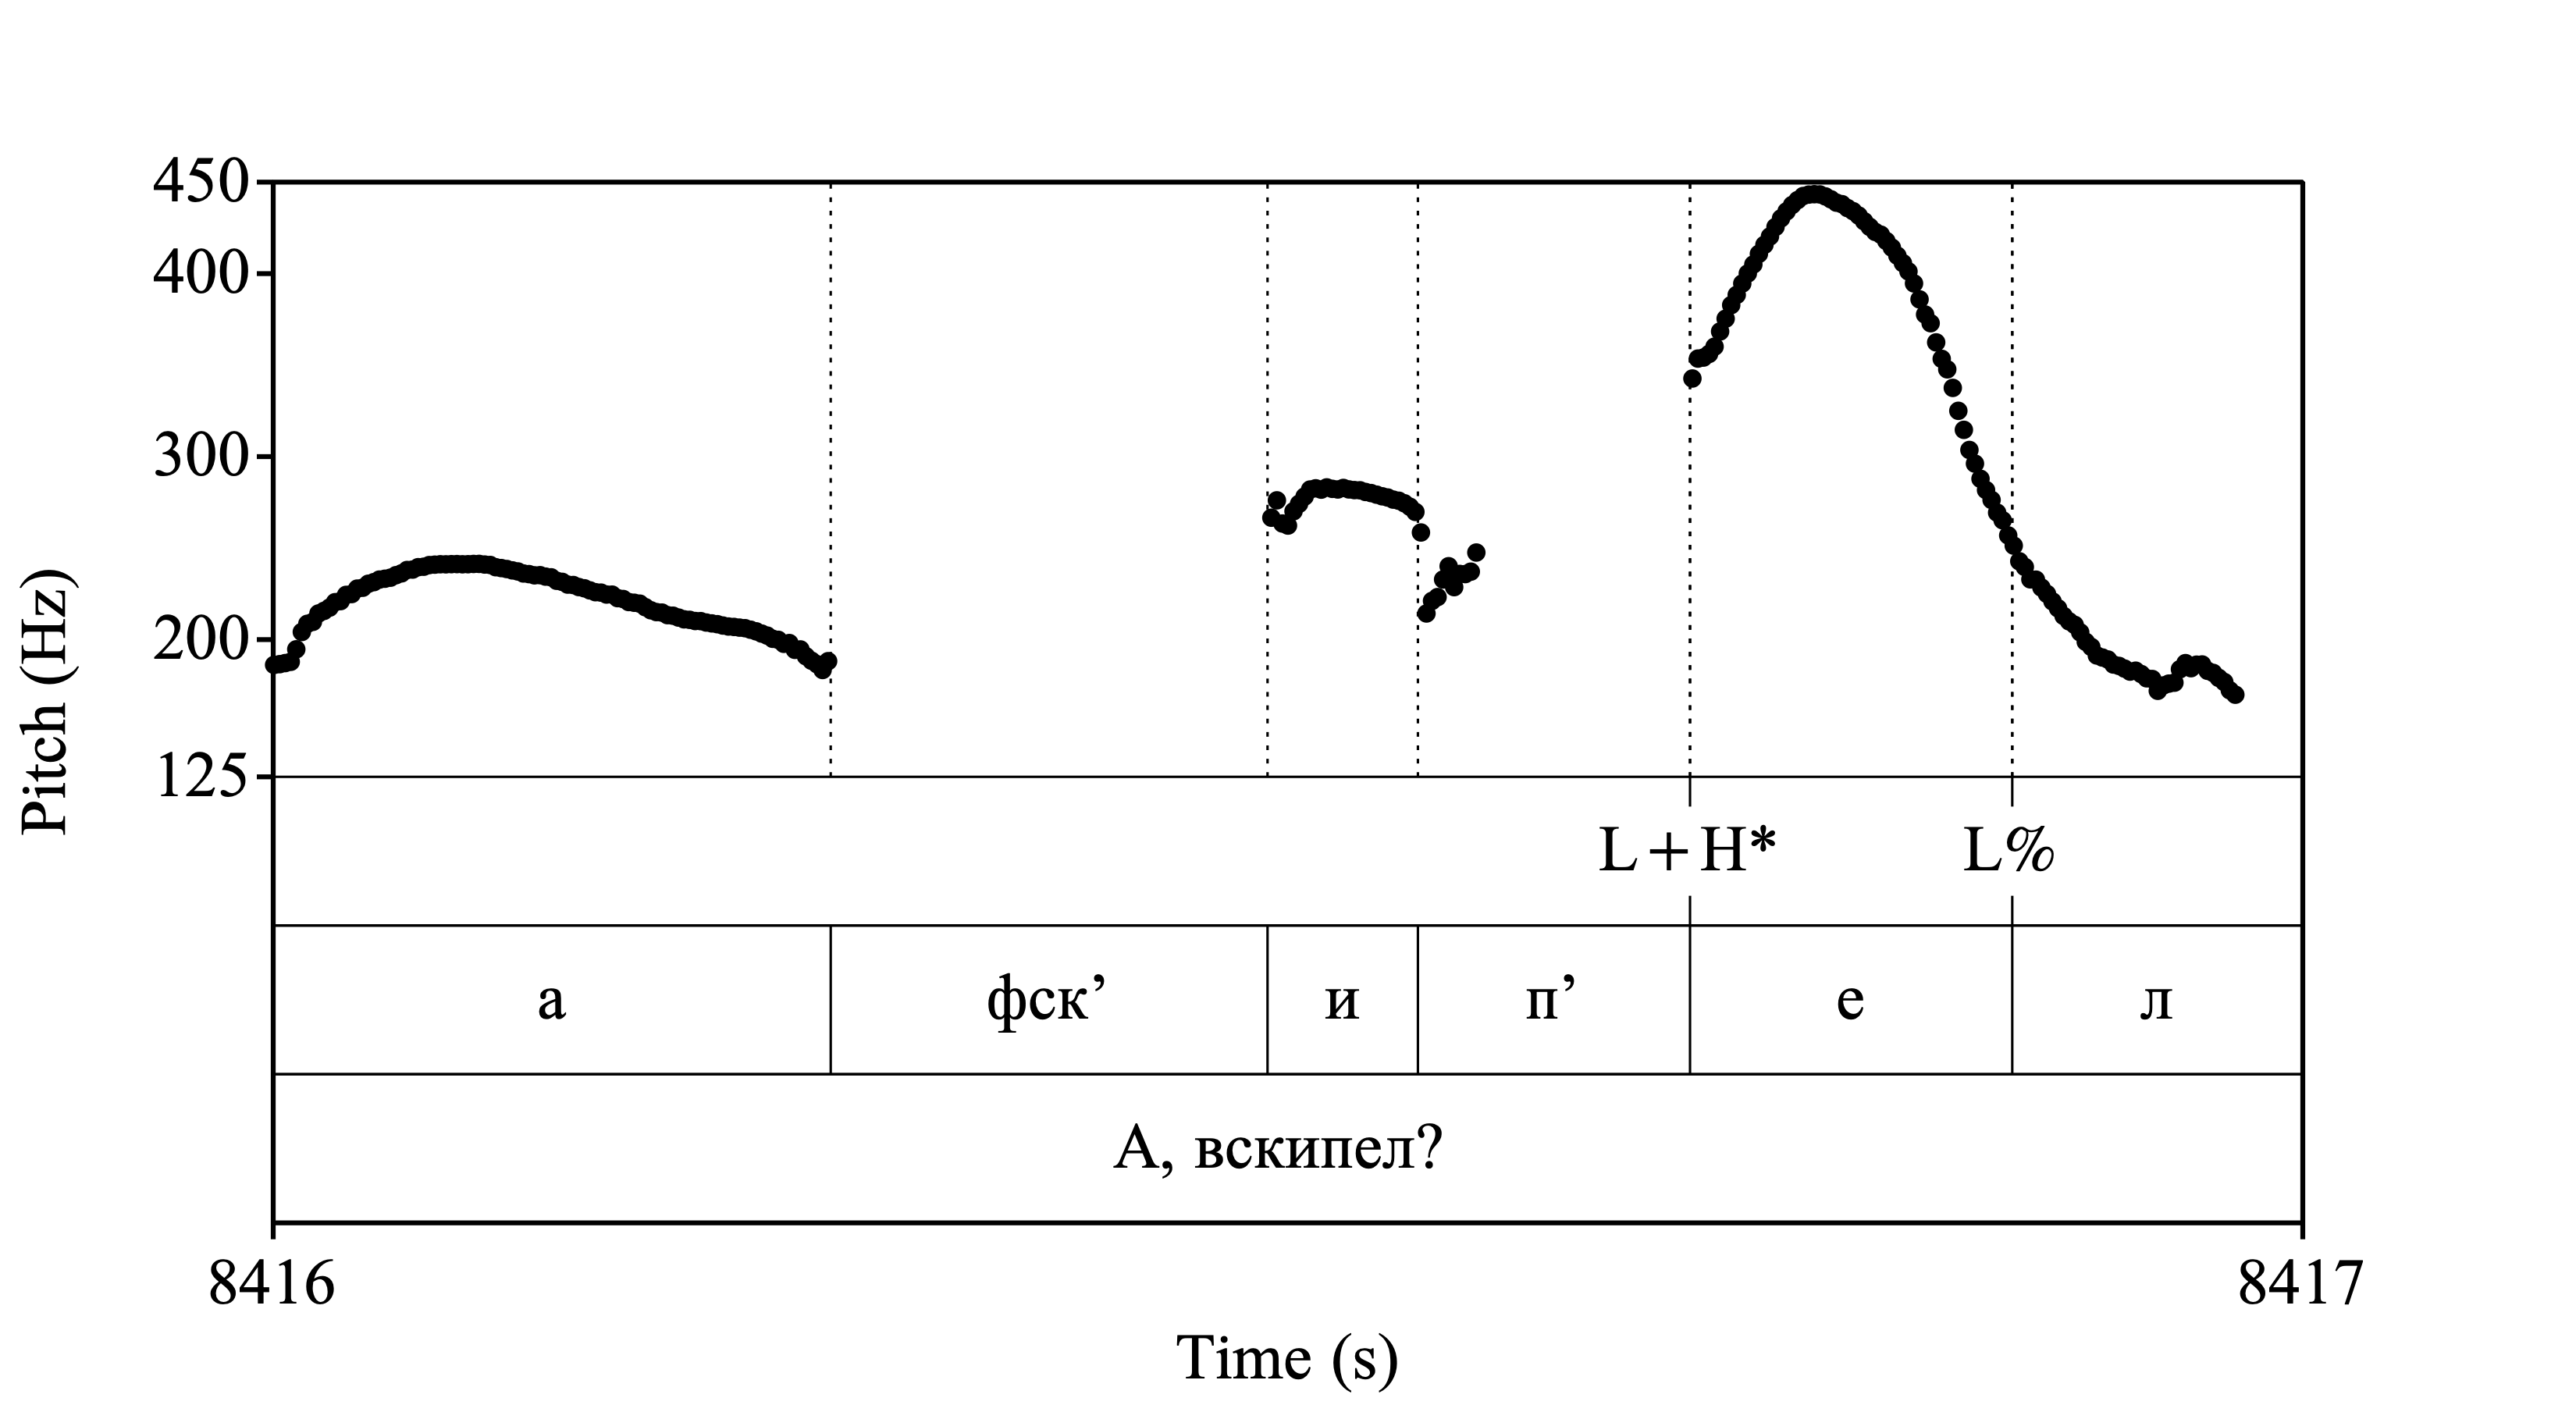 450
400
300
200
125
Pitch (Hz)
L+H* L%
а фск’ и п’ е л
А, вскипел?
8416 8417
Time (s)